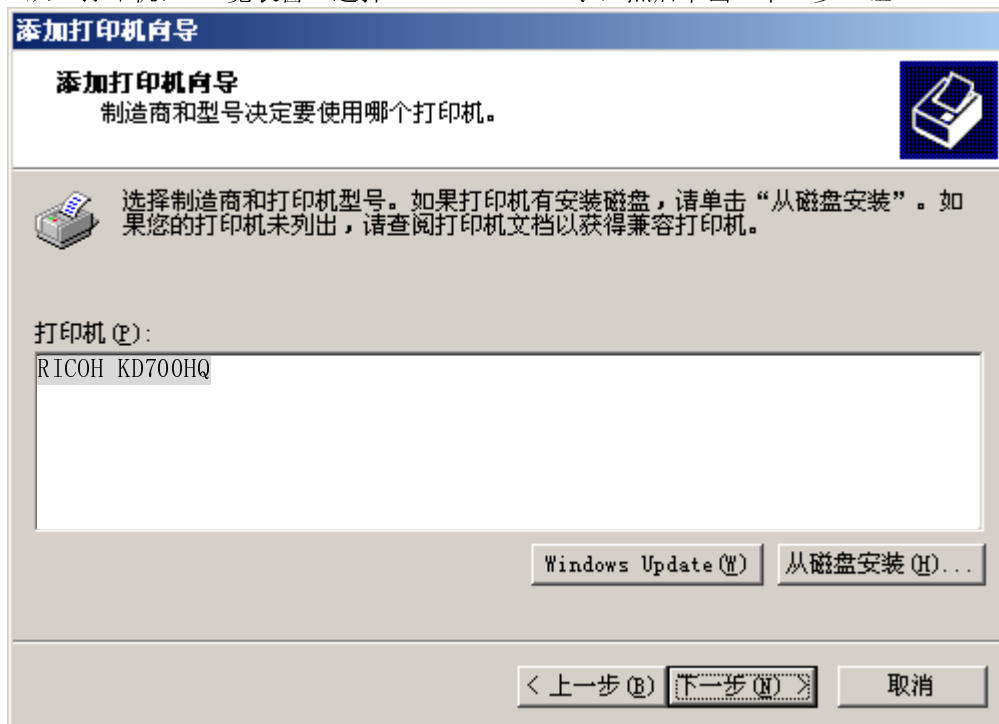 添加打印机向导
添加打印机向导
制造商和型号决定要使用哪个打印机。
选择制造商和打印机型号。如果打印机有安装磁盘,请单击“从磁盘安装”。如
果您的打印机未列出,请查阅打印机文档以获得兼容打印机。
打印机(P):
RICOH KD700HQ
Windows Update(W) 从磁盘安装(H)...
< 上一步(B) 下一步(N) > 取消